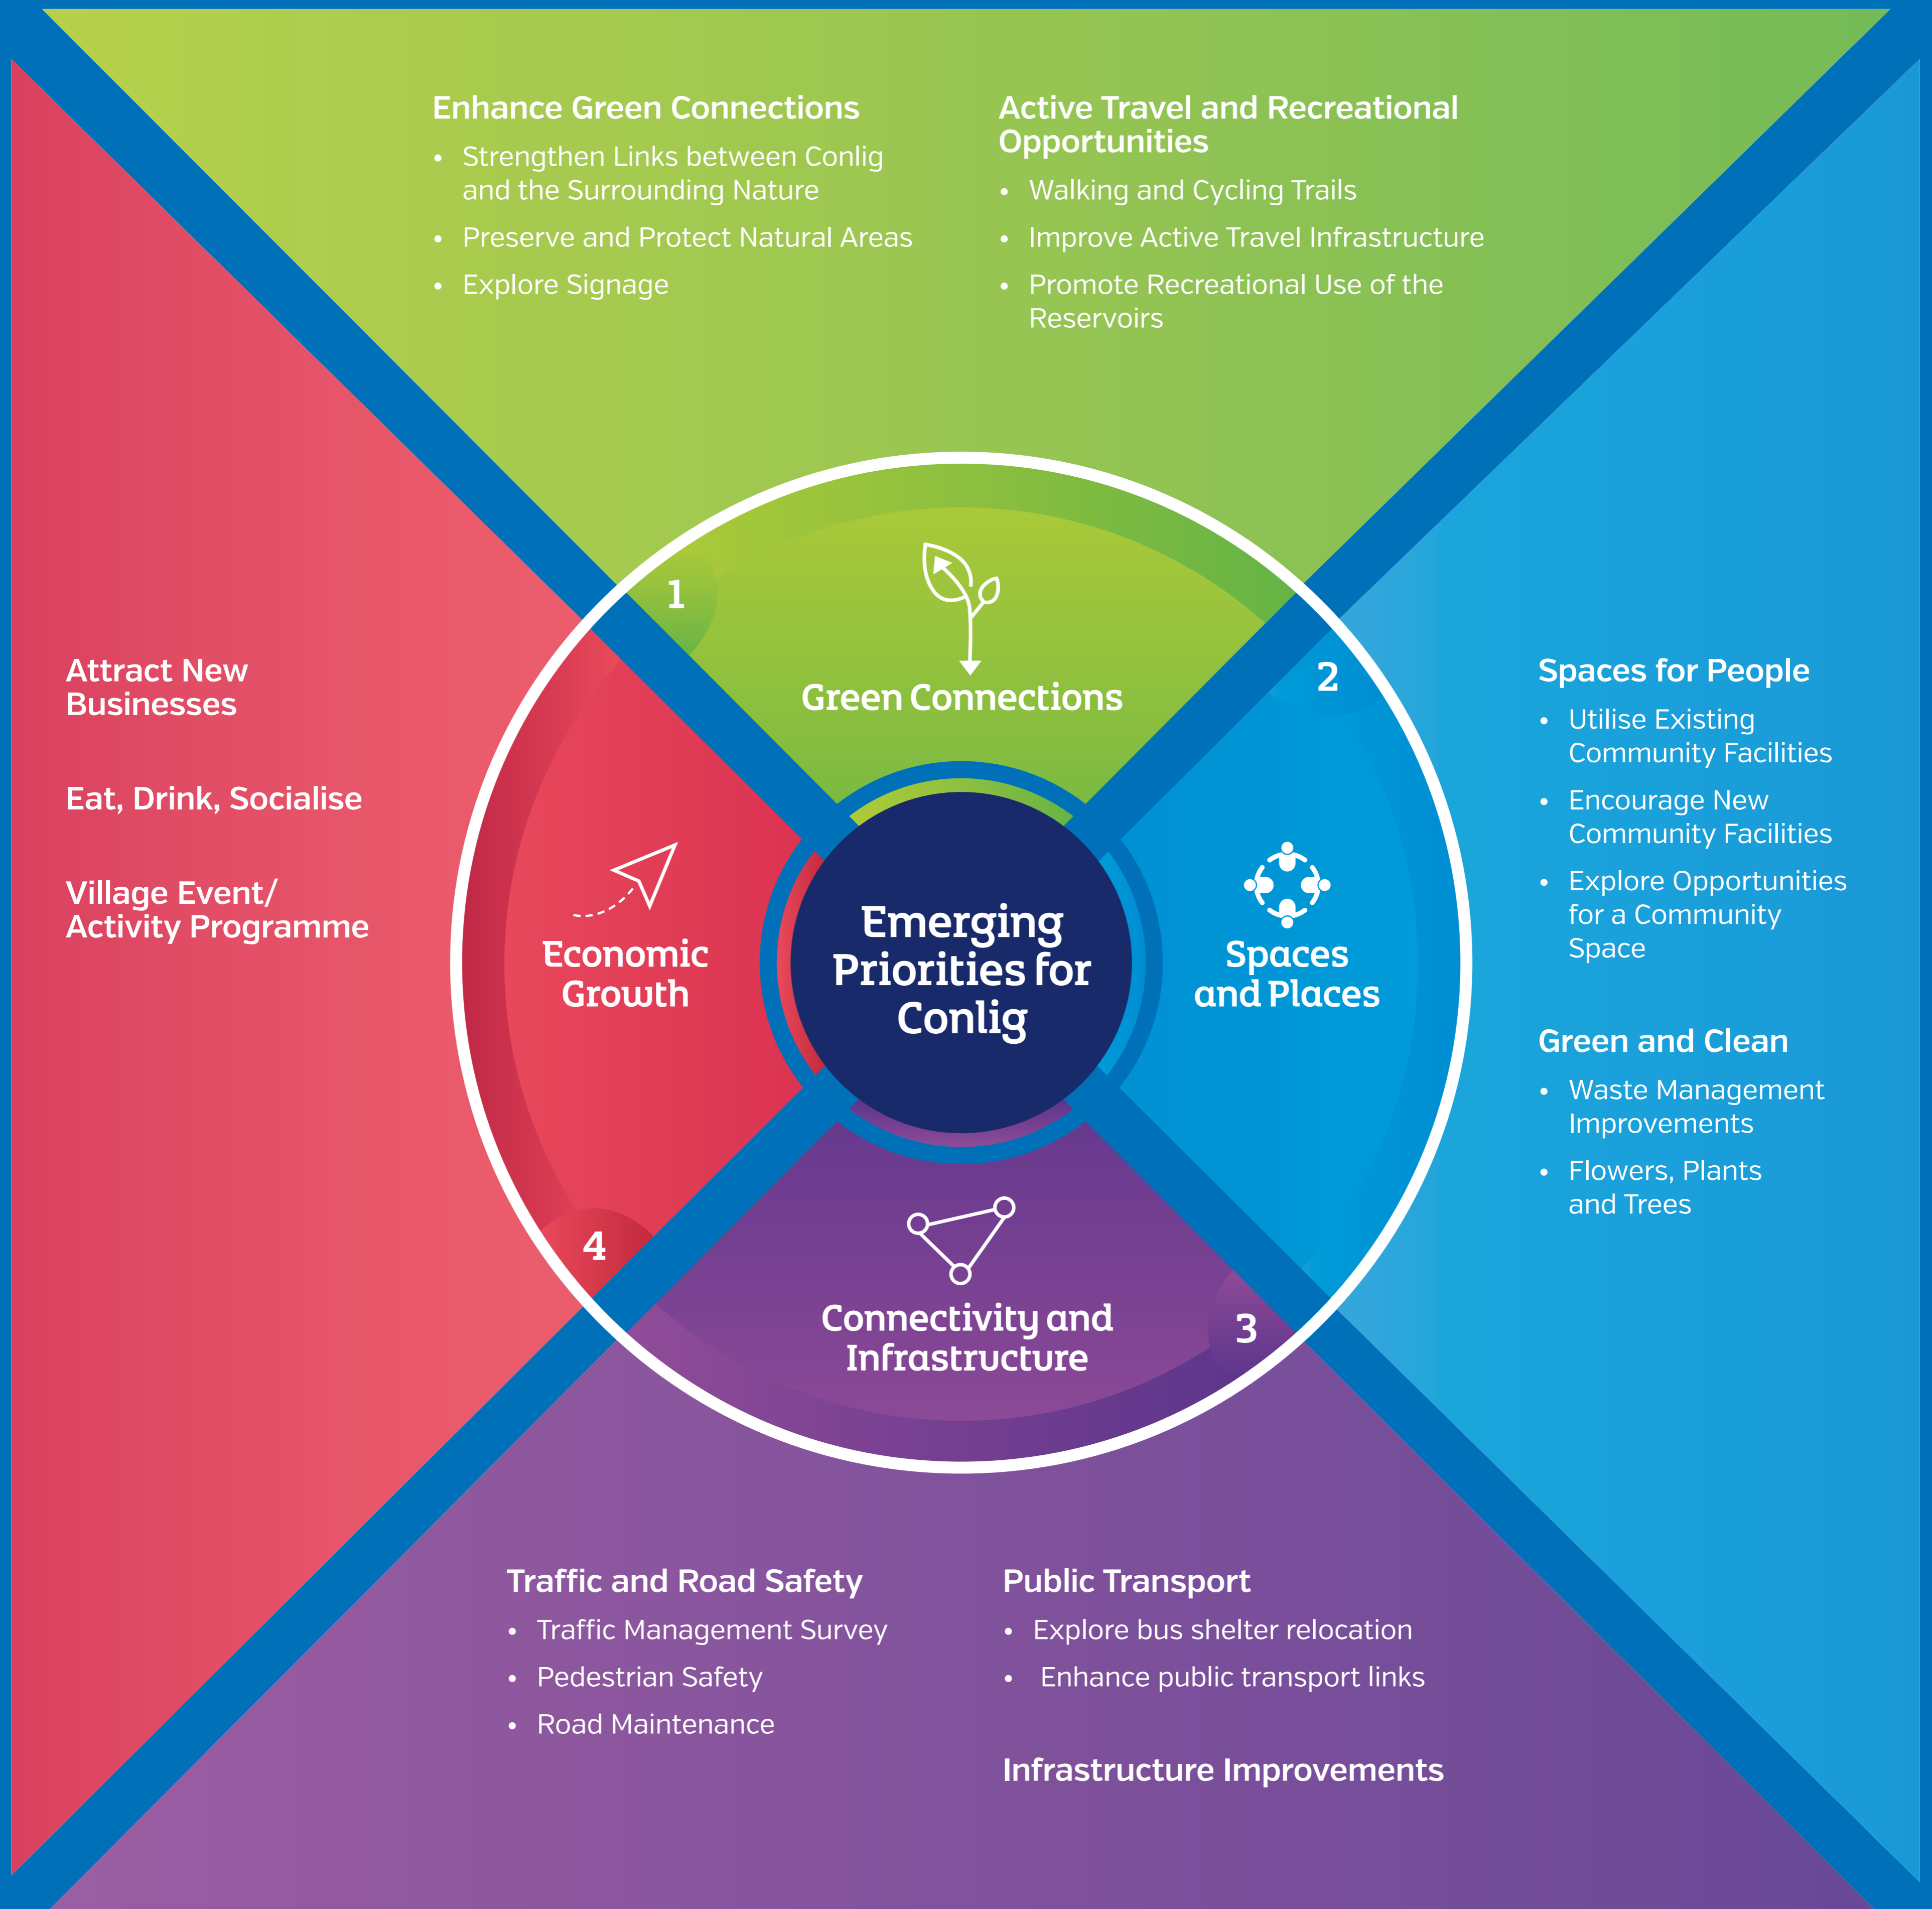 Enhance Green Connections
• Strengthen Links between Conlig
and the Surrounding Nature
• Preserve and Protect Natural Areas
• Explore Signage
Active Travel and Recreational
Opportunities
• Walking and Cycling Trails
• Improve Active Travel Infrastructure
• Promote Recreational Use of the
Reservoirs
1
Green Connections
2
Spaces
and Places
Spaces for People
• Utilise Existing
Community Facilities
• Encourage New
Community Facilities
• Explore Opportunities
for a Community
Space
Green and Clean
• Waste Management
Improvements
• Flowers, Plants
and Trees
Emerging
Priorities for
Conlig
3
Connectivity and
Infrastructure
Traffic and Road Safety
• Traffic Management Survey
• Pedestrian Safety
• Road Maintenance
Public Transport
• Explore bus shelter relocation
• Enhance public transport links
Infrastructure Improvements
4
Economic
Growth
Attract New
Businesses
Eat, Drink, Socialise
Village Event/
Activity Programme